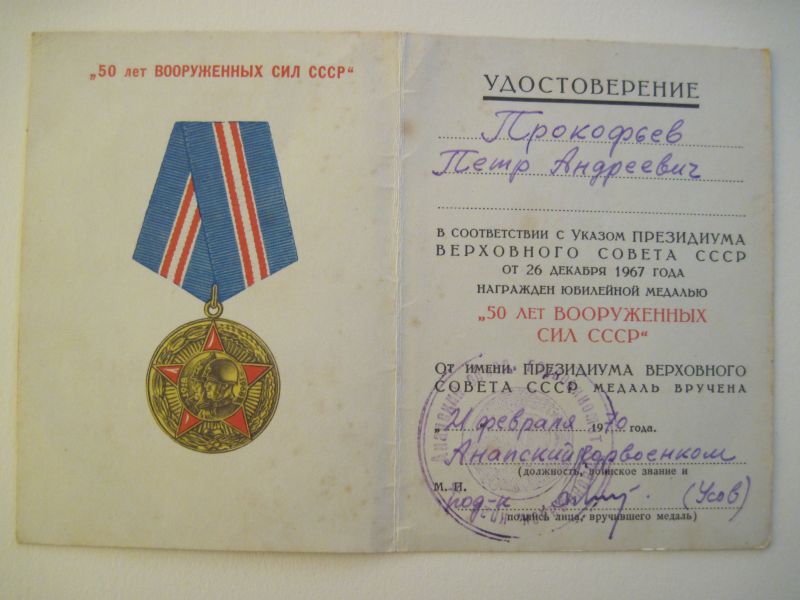 „50 лет ВООРУЖЕННЫХ СИЛ СССР“
УДОСТОВЕРЕНИЕ
Прокофьев
Петр Андреевич
В СООТВЕТСТВИИ С УКАЗОМ ПРЕЗИДИУМА
ВЕРХОВНОГО СОВЕТА СССР
ОТ 26 ДЕКАБРЯ 1967 ГОДА
НАГРАЖДЕН ЮБИЛЕЙНОЙ МЕДАЛЬЮ
„50 ЛЕТ ВООРУЖЕННЫХ
СИЛ СССР“
ОТ ИМЕНИ ПРЕЗИДИУМА ВЕРХОВНОГО
СОВЕТА СССР МЕДАЛЬ ВРУЧЕНА
„21 февраля 1970 года.
Анапский горвоенком
(должность, воинское звание и
М. П.
под-к (Усов)
подпись лица, вручившего медаль)